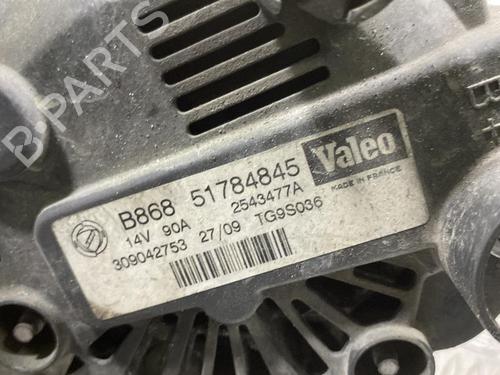 B868 51784845
14V 90A 2543477A
309042753 27/09 TG9S036
Valeo
MADE IN FRANCE
B-PARTS